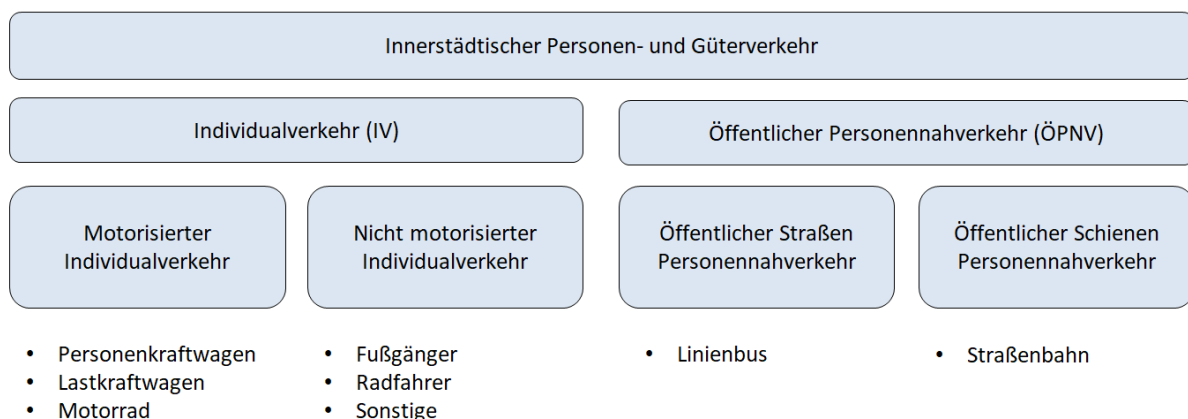 Innerstädtischer Personen- und Güterverkehr
Individualverkehr (IV)
Öffentlicher Personennahverkehr (ÖPNV)
Motorisierter
Individualverkehr
Nicht motorisierter
Individualverkehr
Öffentlicher Straßen
Personennahverkehr
Öffentlicher Schienen
Personennahverkehr
• Personenkraftwagen
• Lastkraftwagen
• Motorrad
• Fußgänger
• Radfahrer
• Sonstige
• Linienbus
• Straßenbahn